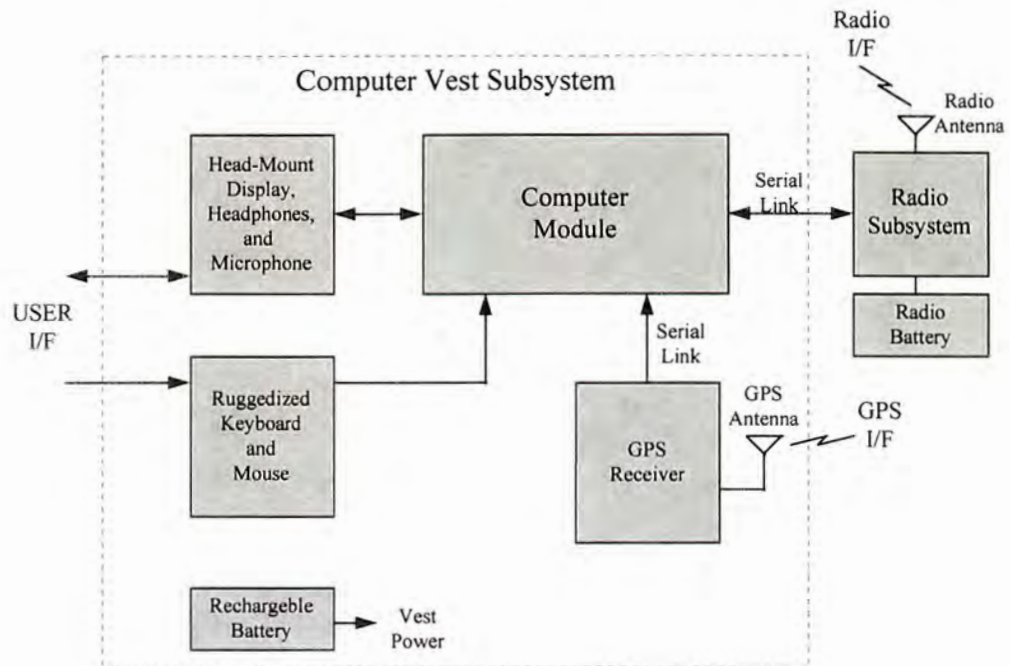 Radio
I/F
Computer Vest Subsystem
Radio
Antenna
Head-Mount
Display,
Headphones,
and
Microphone
Computer
Module
Serial
Link
Radio
Subsystem
USER
I/F
Radio
Battery
Serial
Link
Ruggedized
Keyboard
and
Mouse
GPS
Receiver
GPS
Antenna
GPS
I/F
Rechargeble
Battery
Vest
Power